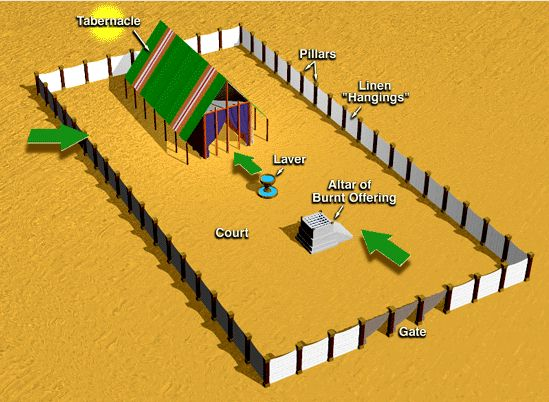 Tabernacle
Pillars
Linen
"Hangings"
Laver
Altar of
Burnt Offering
Court
Gate